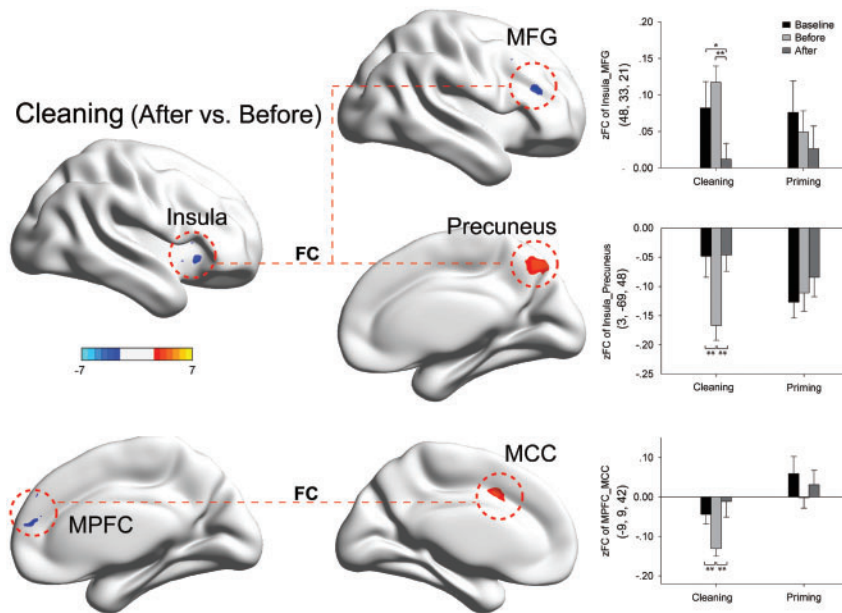 MFG
Cleaning (After vs. Before)
Insula
FC
Precuneus
-7 7
FC
MPFC
MCC
zFC of Insula_MFG
(48, 33, 21)
.20
.15
.10
.05
0.00
Baseline
Before
After
*
**
Cleaning Priming
zFC of Insula_Precuneus
(3, -69, 48)
0.00
-.05
-.10
-.15
-.20
-.25
** **
Cleaning Priming
zFC of MPFC_MCC
(-9, 9, 42)
.10
0.00
-.10
-.20
** **
Cleaning Priming